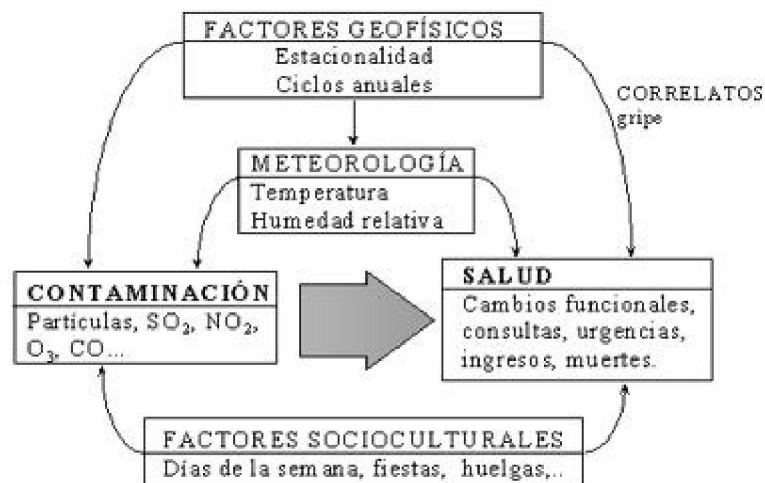 FACTORES GEOFÍSICOS
Estacionalidad
Ciclos anuales
CORRELATOS
gripe
METEOROLOGÍA
Temperatura
Humedad relativa
CONTAMINACIÓN
Partículas, SO₂, NO₂,
O₃, CO...
SALUD
Cambios funcionales,
consultas, urgencias,
ingresos, muertes.
FACTORES SOCIOCULTURALES
Días de la semana, fiestas, huelgas,..